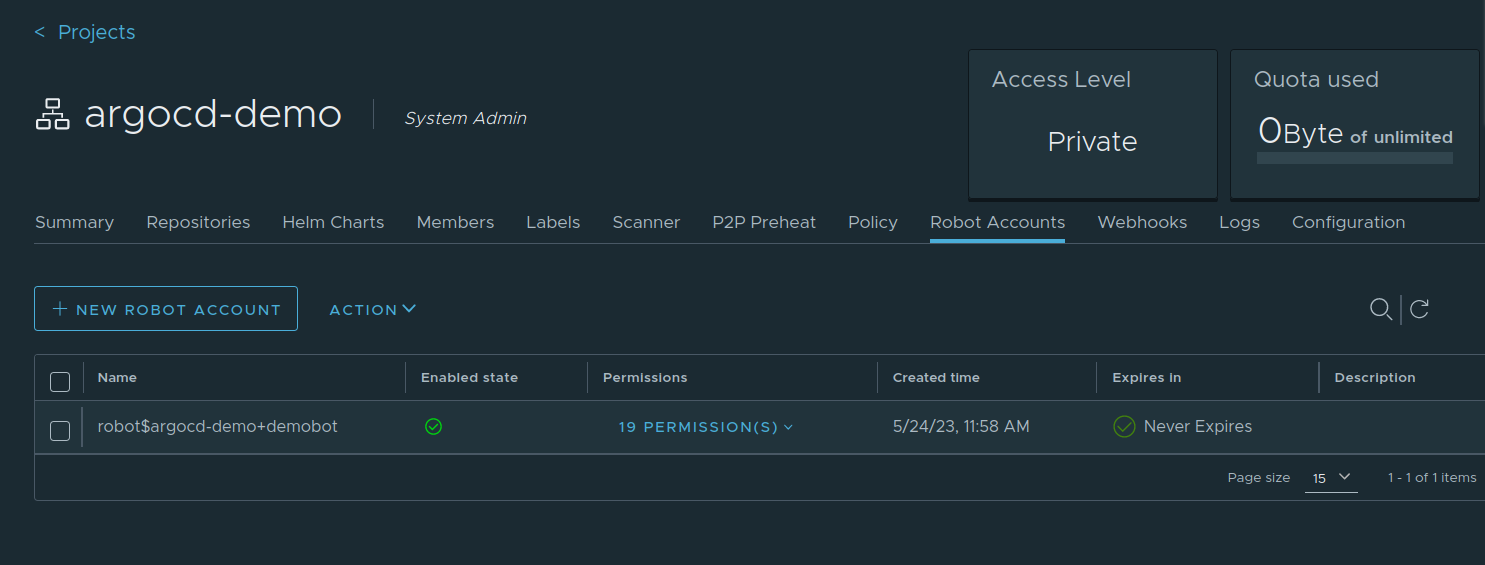 < Projects
argocd-demo
System Admin
Access Level
Private
Quota used
0Byte of unlimited
Summary Repositories Helm Charts Members Labels Scanner P2P Preheat Policy Robot Accounts Webhooks Logs Configuration
+ NEW ROBOT ACCOUNT ACTION
Name Enabled state Permissions Created time Expires in Description
robot$argocd-demo+demobot 19 PERMISSION(S) 5/24/23, 11:58 AM Never Expires
Page size 15 1 - 1 of 1 items